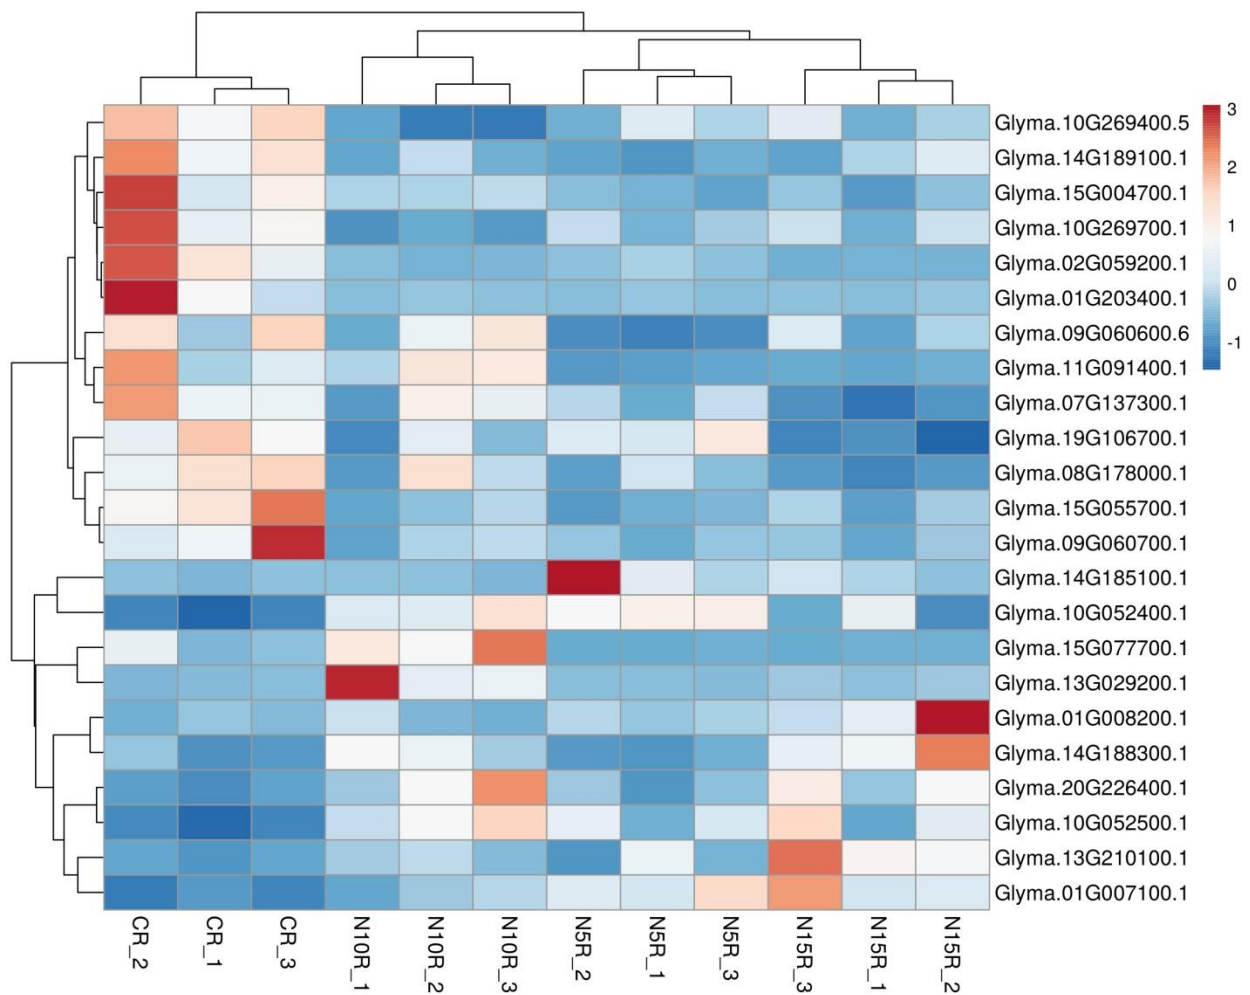 3
2
1
0
-1
Glyma.10G269400.5
Glyma.14G189100.1
Glyma.15G004700.1
Glyma.10G269700.1
Glyma.02G059200.1
Glyma.01G203400.1
Glyma.09G060600.6
Glyma.11G091400.1
Glyma.07G137300.1
Glyma.19G106700.1
Glyma.08G178000.1
Glyma.15G055700.1
Glyma.09G060700.1
Glyma.14G185100.1
Glyma.10G052400.1
Glyma.15G077700.1
Glyma.13G029200.1
Glyma.01G008200.1
Glyma.14G188300.1
Glyma.20G226400.1
Glyma.10G052500.1
Glyma.13G210100.1
Glyma.01G007100.1
CR_2
CR_1
CR_3
N10R_1
N10R_2
N10R_3
N5R_2
N5R_1
N5R_3
N15R_3
N15R_1
N15R_2